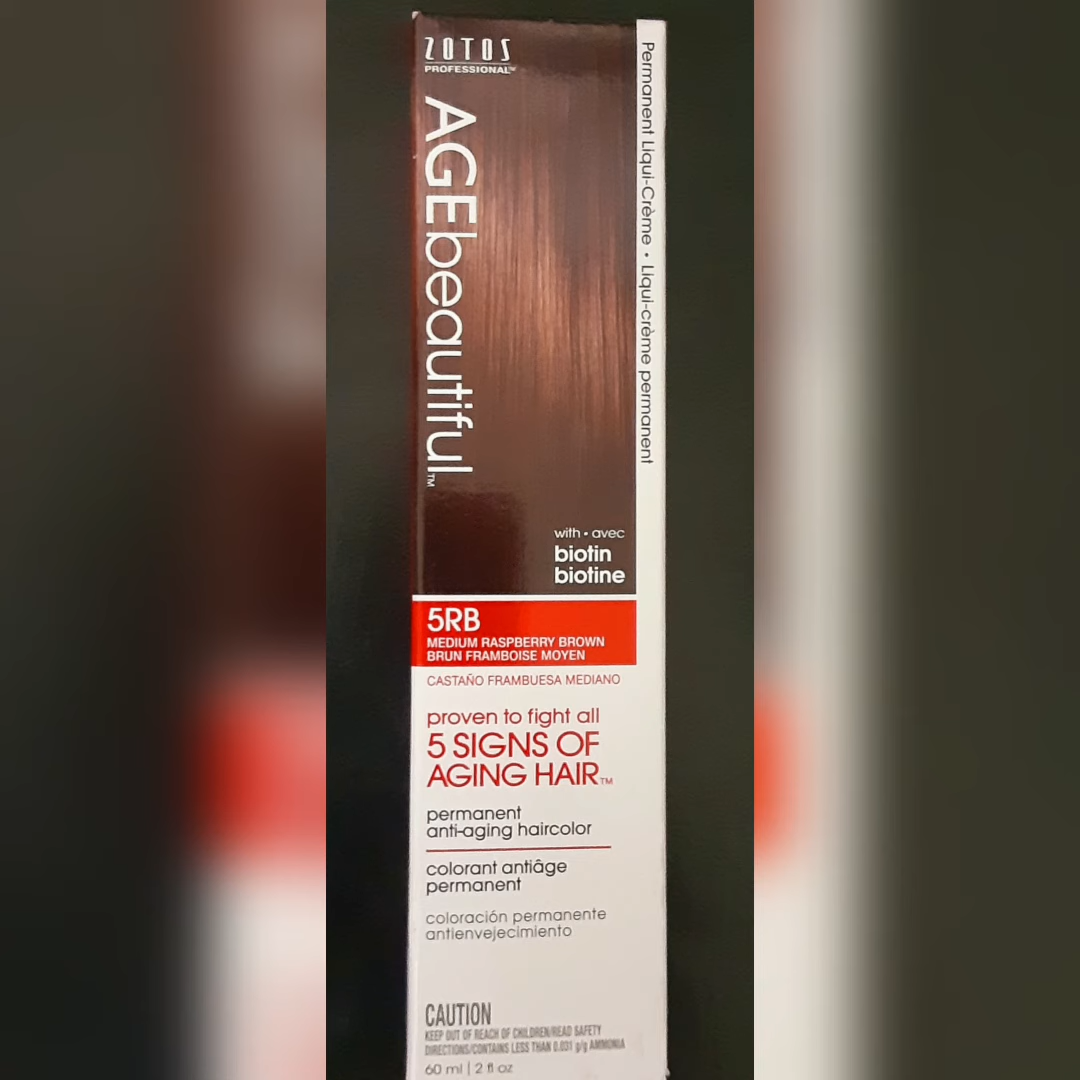 ZOTOS
PROFESSIONAL™
AGEbeautiful™
Permanent Liqui-Crème • Liqui-crème permanent
with • avec
biotin
biotine
5RB
MEDIUM RASPBERRY BROWN
BRUN FRAMBOISE MOYEN
CASTAÑO FRAMBUESA MEDIANO
proven to fight all
5 SIGNS OF
AGING HAIR™
permanent
anti-aging haircolor
colorant antiâge
permanent
coloración permanente
antienvejecimiento
CAUTION
KEEP OUT OF REACH OF CHILDREN/READ SAFETY
DIRECTIONS/CONTAINS LESS THAN 0.031 g/g AMMONIA
60 ml | 2 fl oz